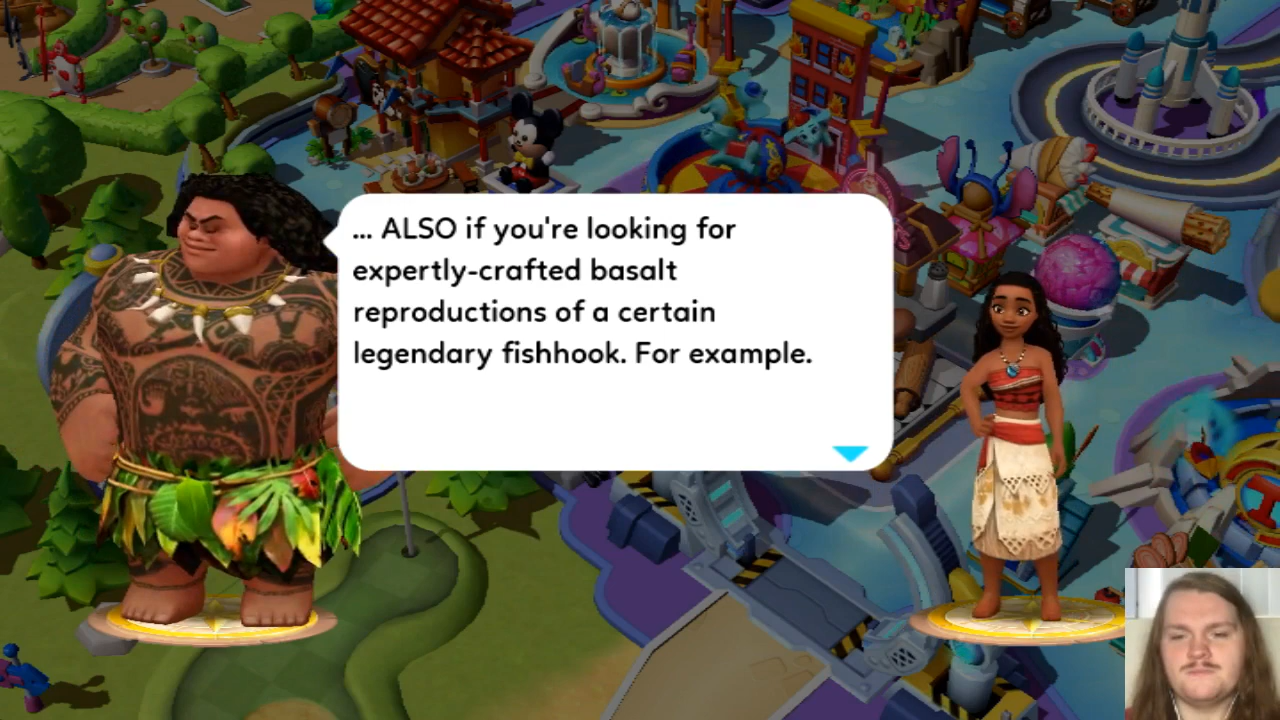 ... ALSO if you're looking for
expertly-crafted basalt
reproductions of a certain
legendary fishhook. For example.